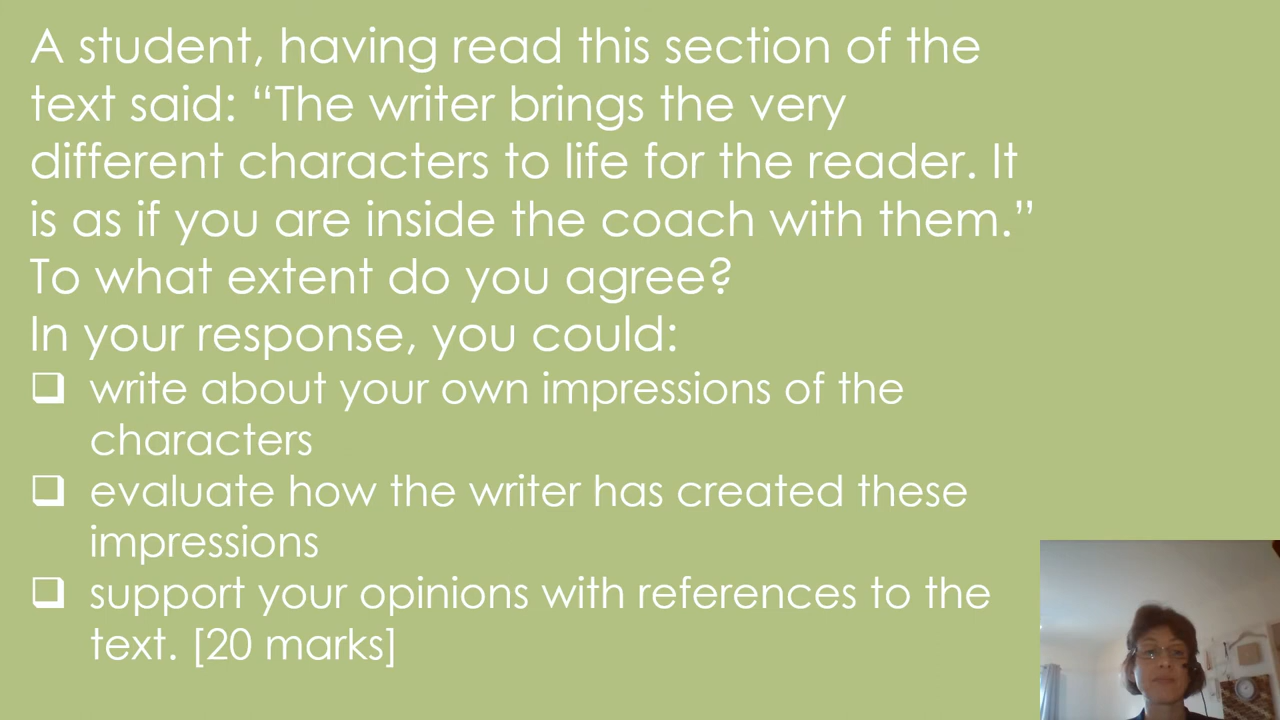 A student, having read this section of the
text said: “The writer brings the very
different characters to life for the reader. It
is as if you are inside the coach with them.”
To what extent do you agree?
In your response, you could:
❑ write about your own impressions of the
characters
❑ evaluate how the writer has created these
impressions
❑ support your opinions with references to the
text. [20 marks]